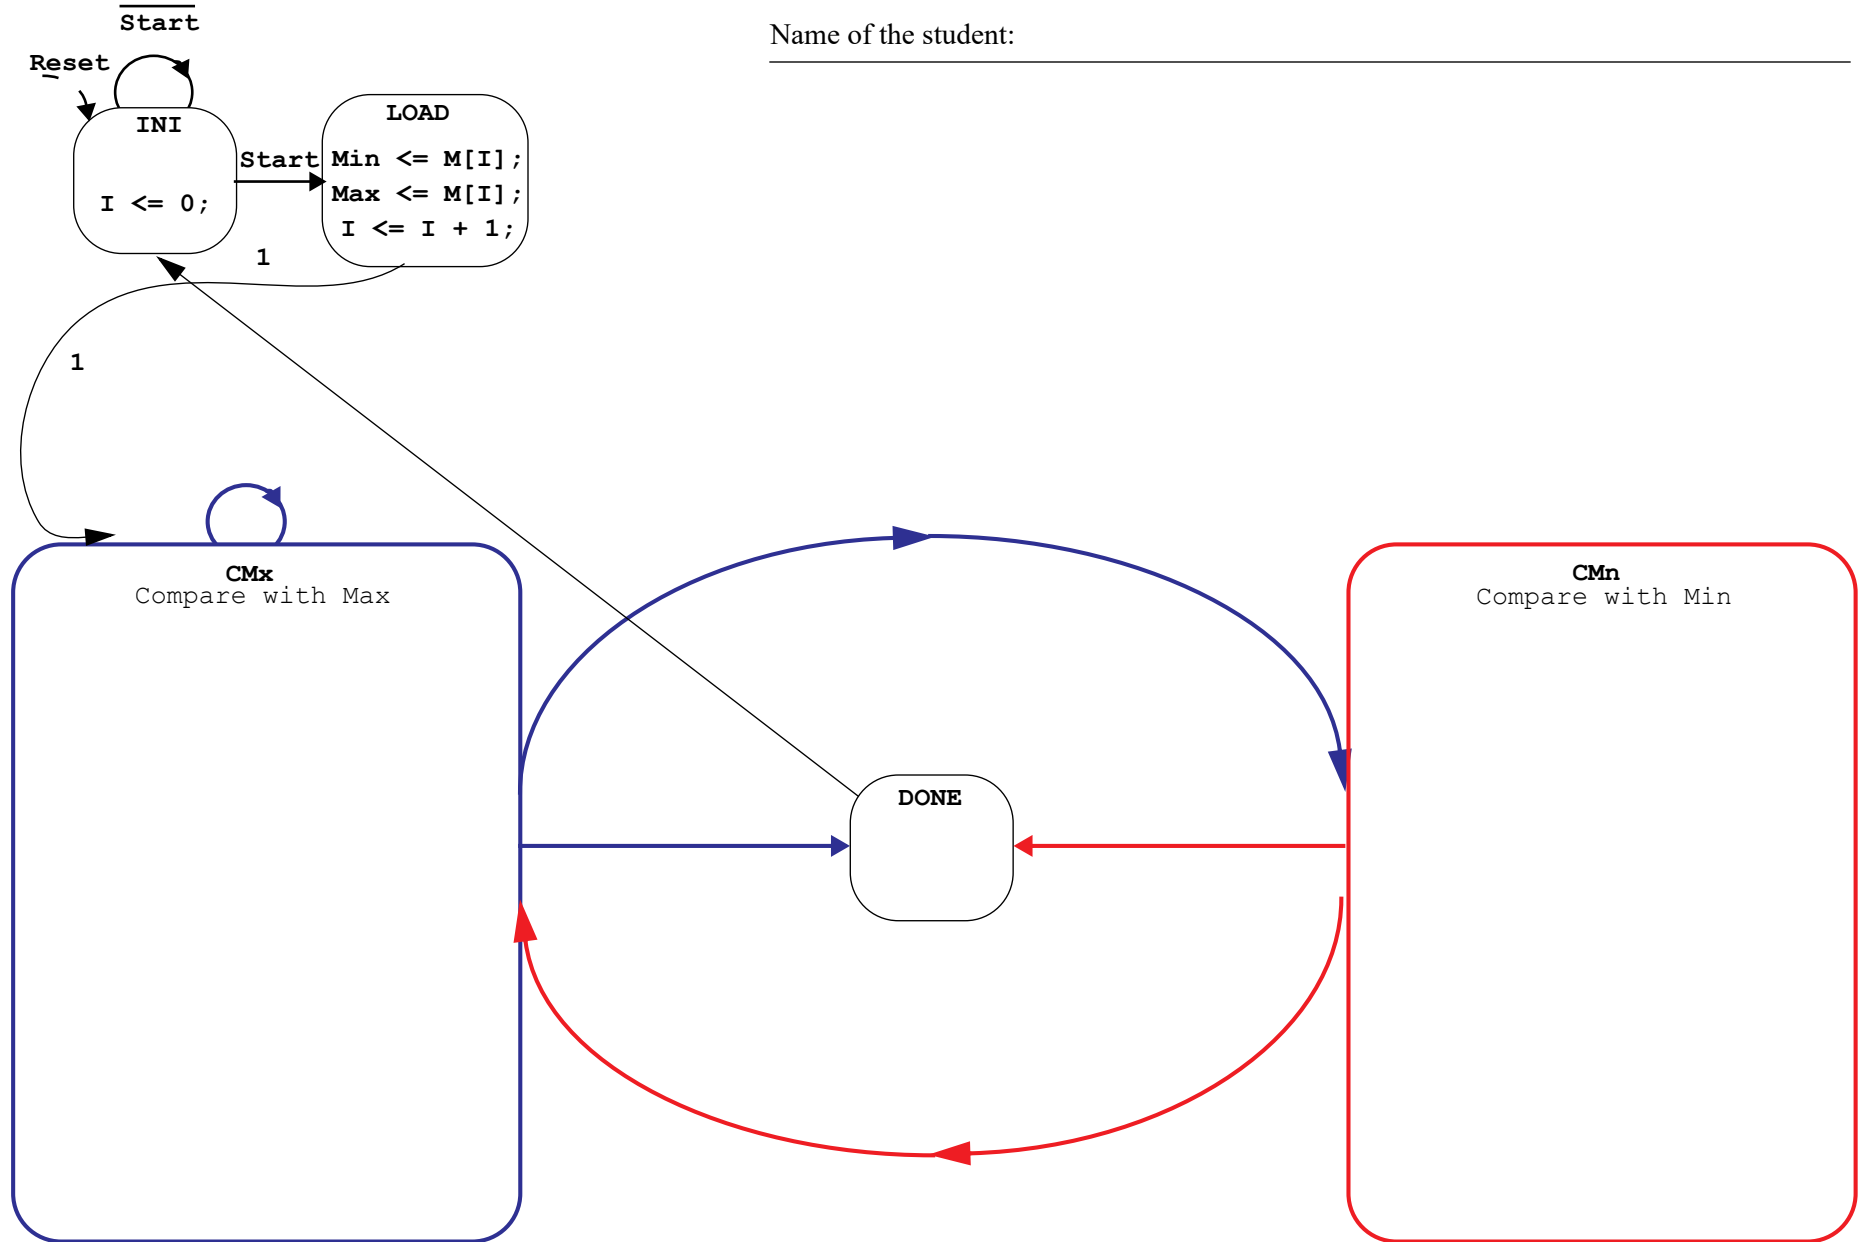 Start
Name of the student:
Reset
INI
I <= 0;
Start
LOAD
Min <= M[I];
Max <= M[I];
I <= I + 1;
1
1
CMx
Compare with Max
CMn
Compare with Min
DONE